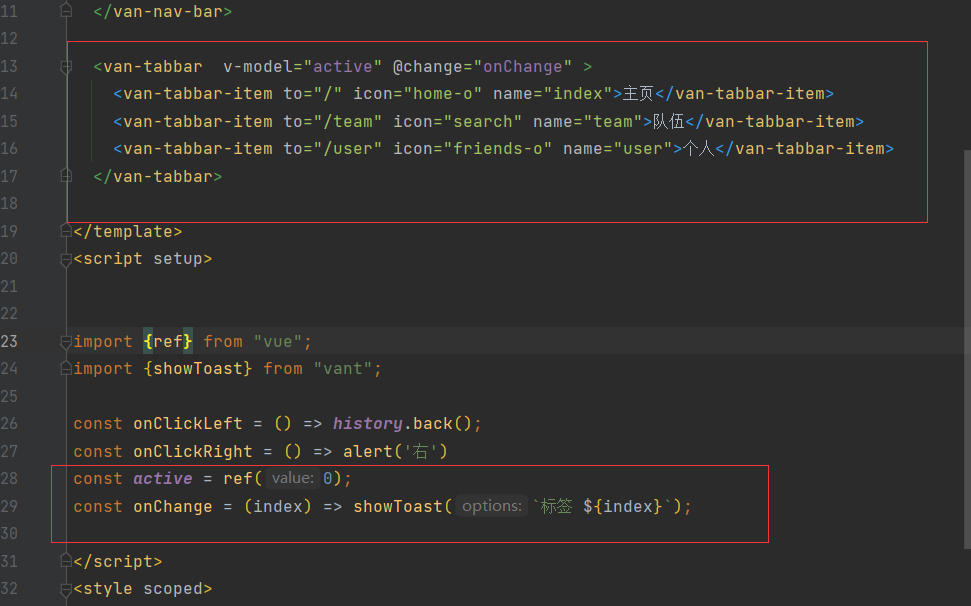 11 </van-nav-bar>
12
13 <van-tabbar  v-model="active" @change="onChange" >
14 <van-tabbar-item to="/" icon="home-o" name="index">主页</van-tabbar-item>
15 <van-tabbar-item to="/team" icon="search" name="team">队伍</van-tabbar-item>
16 <van-tabbar-item to="/user" icon="friends-o" name="user">个人</van-tabbar-item>
17 </van-tabbar>
18
19 </template>
20 <script setup>
21
22
23 import {ref} from "vue";
24 import {showToast} from "vant";
25
26 const onClickLeft = () => history.back();
27 const onClickRight = () => alert('右')
28 const active = ref( value: 0);
29 const onChange = (index) => showToast( options: `标签 ${index}`);
30
31 </script>
32 <style scoped>